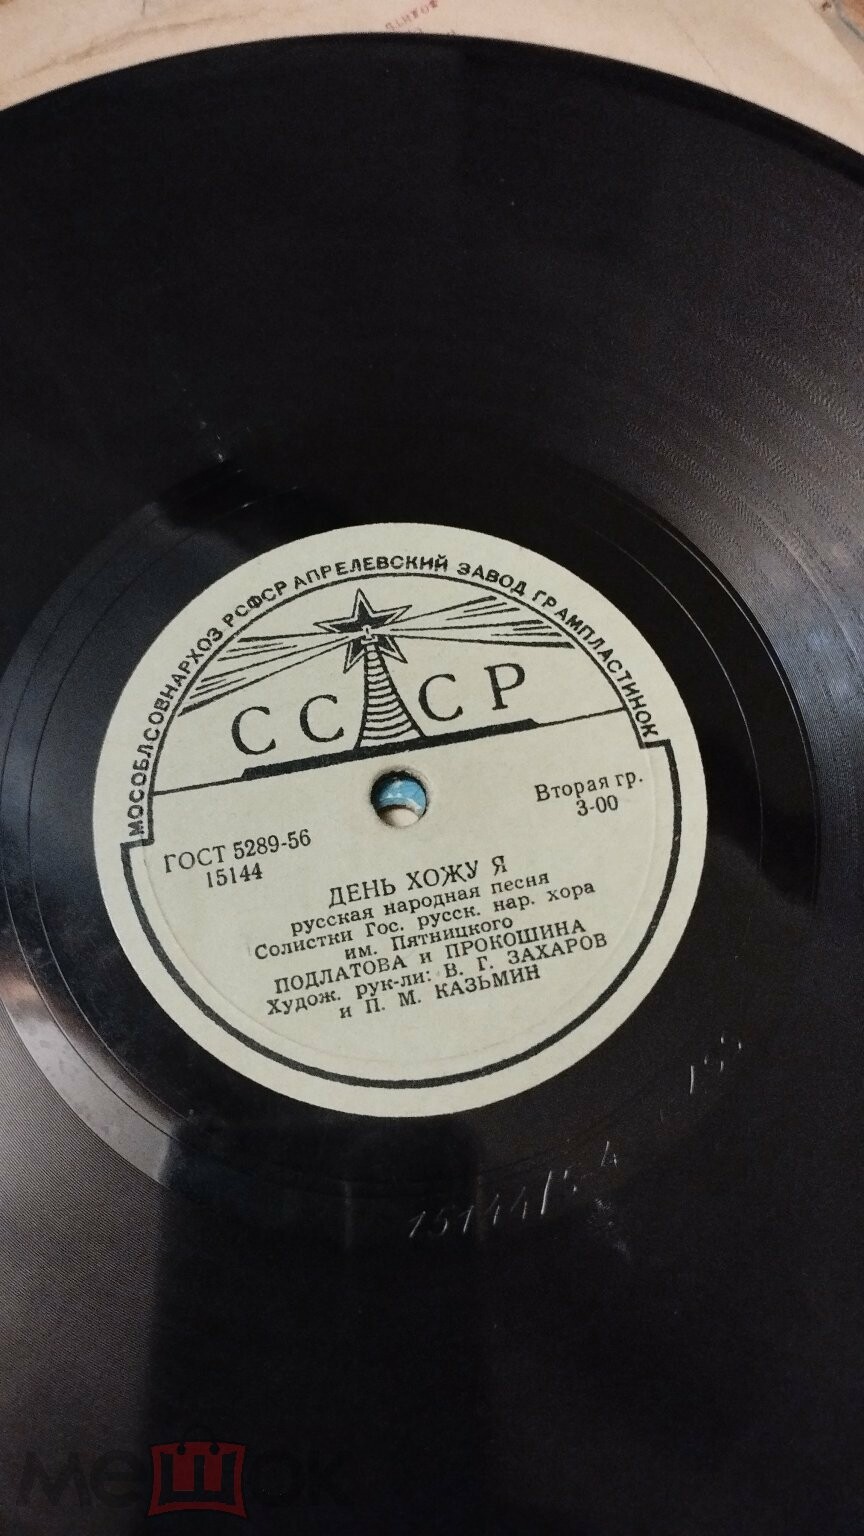 МОСОБЛСОВНАРХОЗ РСФСР АПРЕЛЕВСКИЙ ЗАВОД ГРАМПЛАСТИНОК
СССР
Вторая гр.
3-00
ГОСТ 5289-56
15144
ДЕНЬ ХОЖУ Я
русская народная песня
Солистки Гос. русск. нар. хора
им. Пятницкого
ПОДЛАТОВА и ПРОКОШИНА
Худож. рук-ли: В. Г. ЗАХАРОВ
и П. М. КАЗЬМИН
мешок